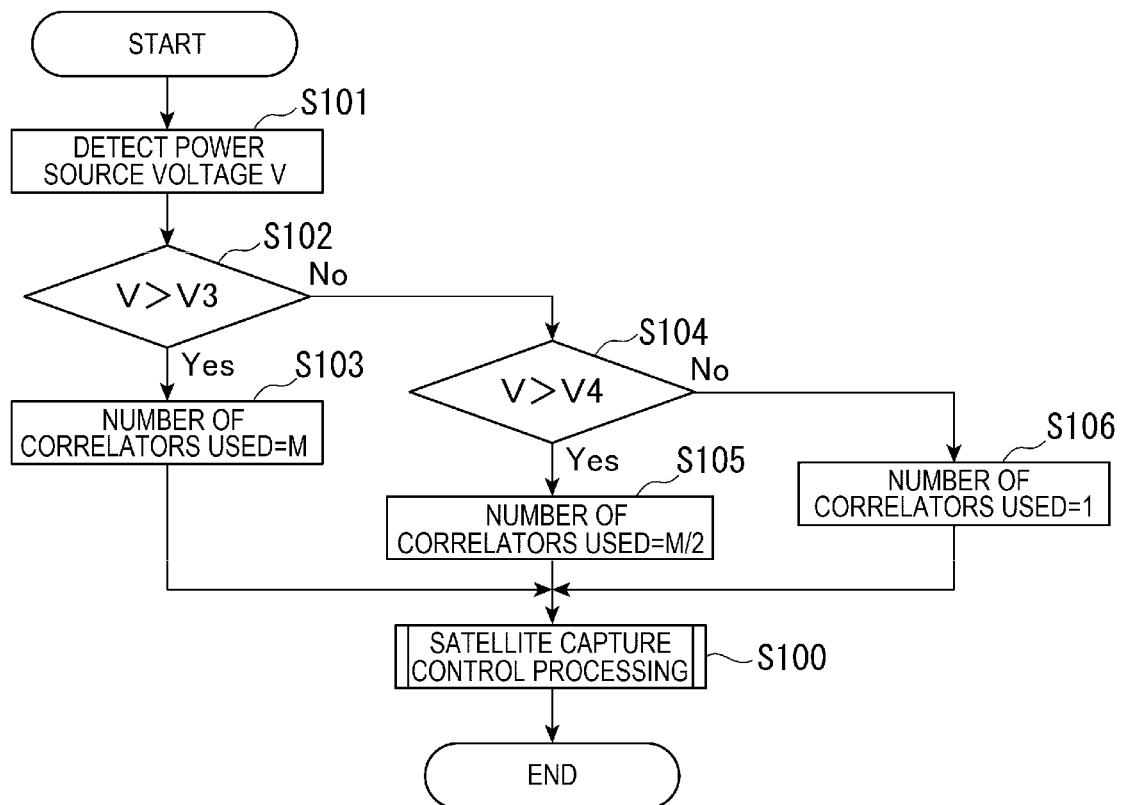 START
S101
DETECT POWER
SOURCE VOLTAGE V
S102
V＞V3
No
Yes
S103
NUMBER OF
CORRELATORS USED=M
S104
V＞V4
No
Yes
S105
NUMBER OF
CORRELATORS USED=M/2
S106
NUMBER OF
CORRELATORS USED=1
SATELLITE CAPTURE
CONTROL PROCESSING
S100
END